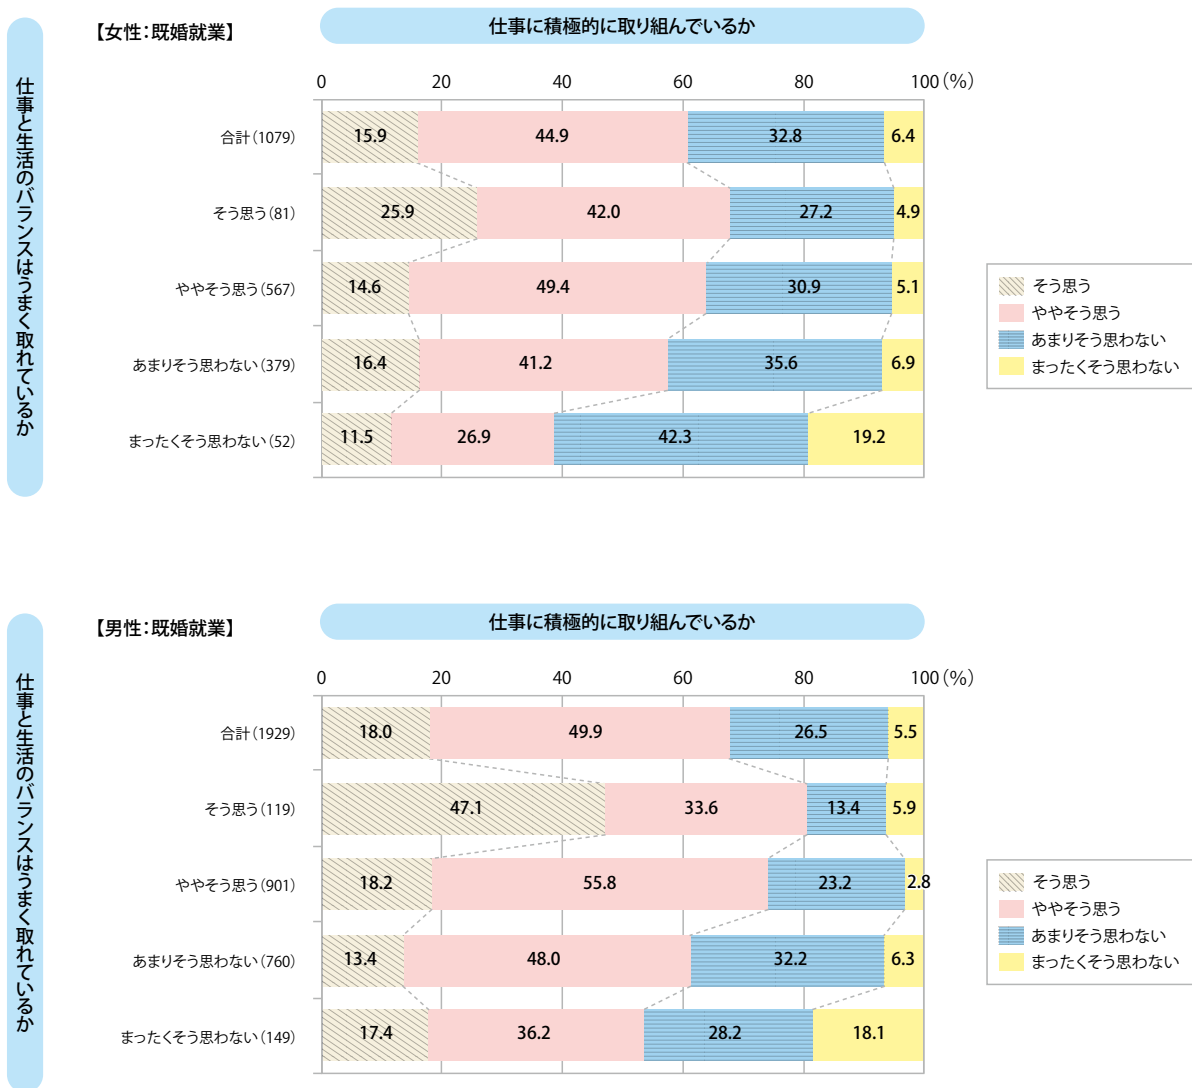 【女性：既婚就業】
仕事に積極的に取り組んでいるか
仕事と生活のバランスはうまく取れているか
0 20 40 60 80 100（%）
合計（1079） 15.9 44.9 32.8 6.4
そう思う（81） 25.9 42.0 27.2 4.9
ややそう思う（567） 14.6 49.4 30.9 5.1
あまりそう思わない（379） 16.4 41.2 35.6 6.9
まったくそう思わない（52） 11.5 26.9 42.3 19.2
そう思う
ややそう思う
あまりそう思わない
まったくそう思わない
【男性：既婚就業】
仕事に積極的に取り組んでいるか
仕事と生活のバランスはうまく取れているか
0 20 40 60 80 100（%）
合計（1929） 18.0 49.9 26.5 5.5
そう思う（119） 47.1 33.6 13.4 5.9
ややそう思う（901） 18.2 55.8 23.2 2.8
あまりそう思わない（760） 13.4 48.0 32.2 6.3
まったくそう思わない（149） 17.4 36.2 28.2 18.1
そう思う
ややそう思う
あまりそう思わない
まったくそう思わない